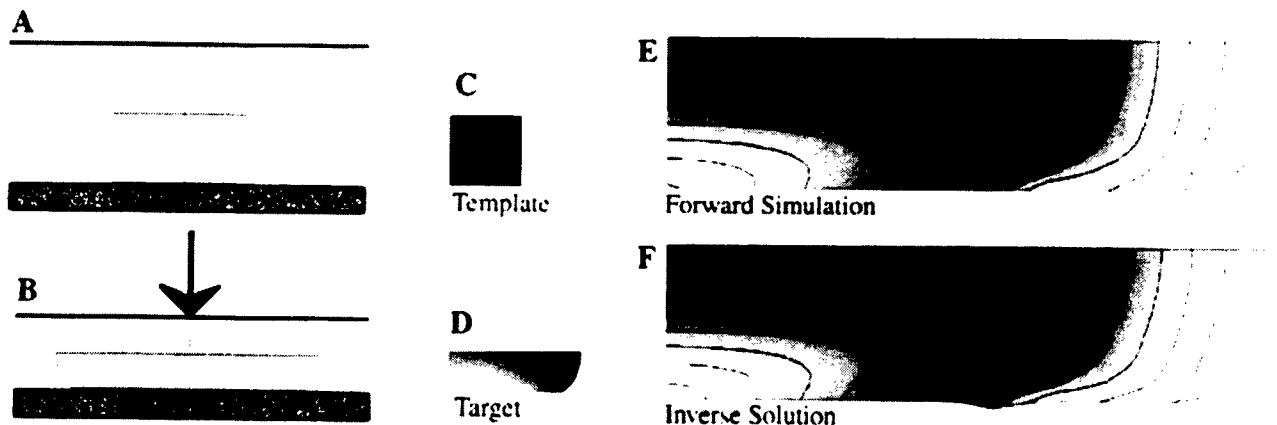 A
C
Template
B
D
Target
E
Forward Simulation
F
Inverse Solution